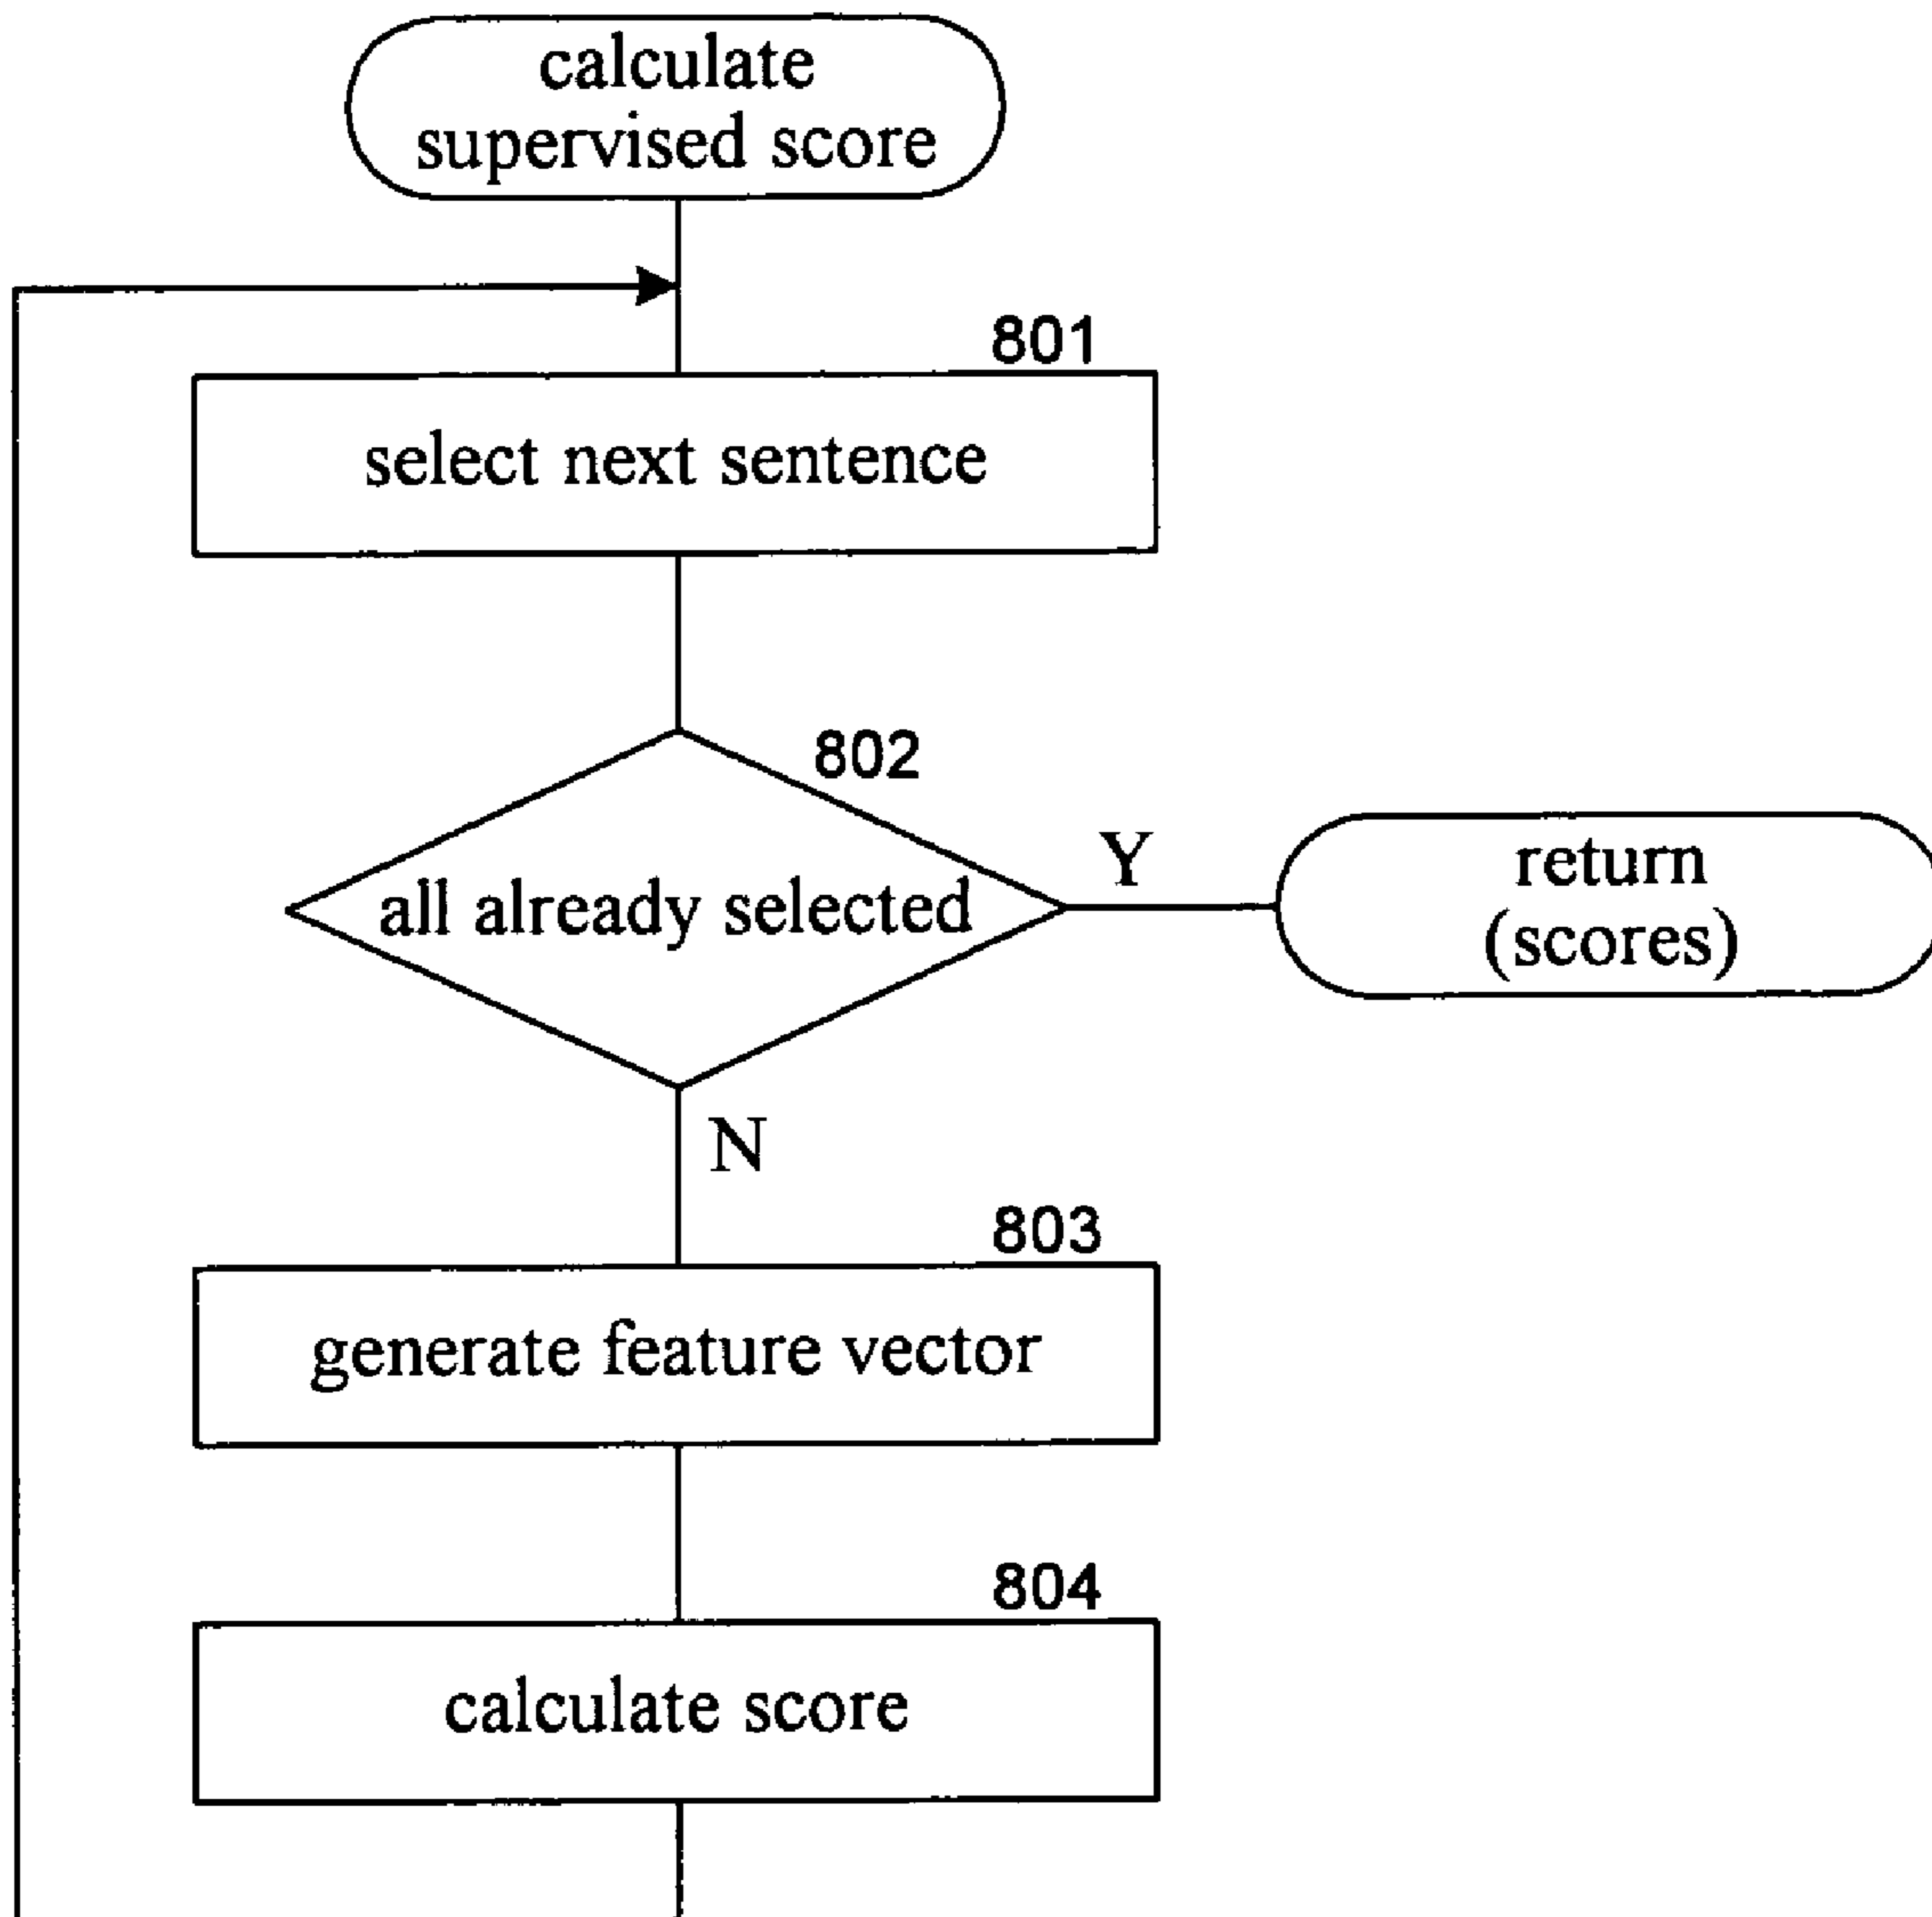 calculate
supervised score
801
select next sentence
802
all already selected
Y
return
(scores)
N
803
generate feature vector
804
calculate score